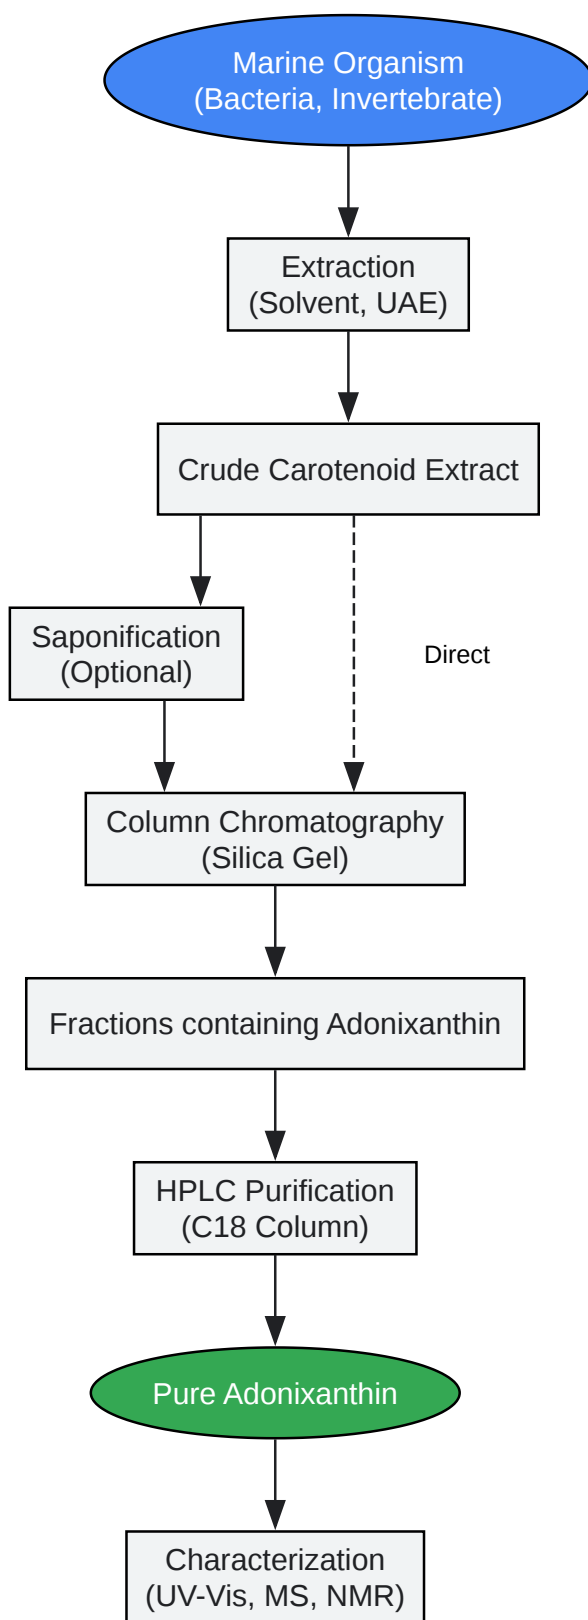 Marine Organism
(Bacteria, Invertebrate)
Extraction
(Solvent, UAE)
Crude Carotenoid Extract
Saponification
(Optional)
Direct
Column Chromatography
(Silica Gel)
Fractions containing Adonixanthin
HPLC Purification
(C18 Column)
Pure Adonixanthin
Characterization
(UV-Vis, MS, NMR)